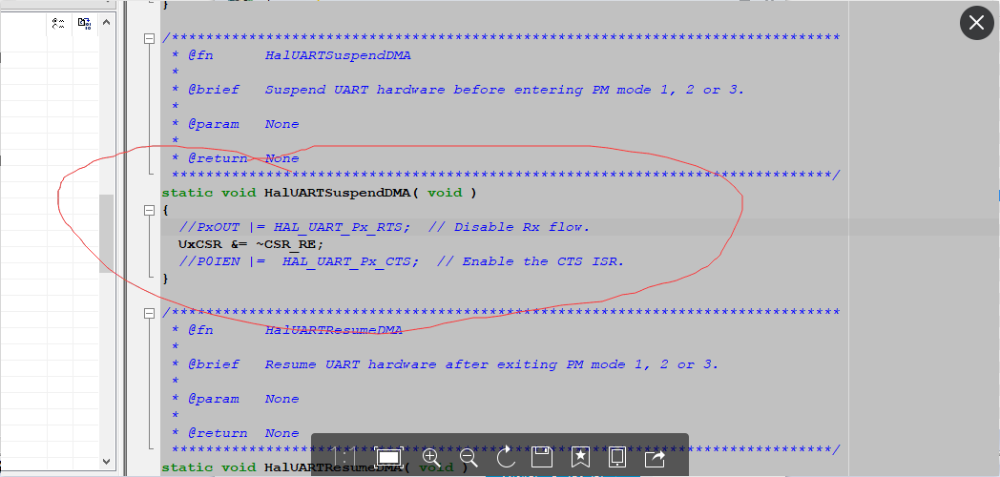 }
/******************************************************************************
* @fn      HalUARTSuspendDMA
*
* @brief   Suspend UART hardware before entering PM mode 1, 2 or 3.
*
* @param   None
*
* @return  None
*****************************************************************************/
static void HalUARTSuspendDMA( void )
{
  //PxOUT |= HAL_UART_Px_RTS;  // Disable Rx flow.
  UxCSR &= ~CSR_RE;
  //P0IEN |=  HAL_UART_Px_CTS;  // Enable the CTS ISR.
}
/******************************************************************************
* @fn      HalUARTResumeDMA
*
* @brief   Resume UART hardware after exiting PM mode 1, 2 or 3.
*
* @param   None
*
* @return  None
*****************************************************************************/
static void HalUARTResumeDMA( void )
1:1